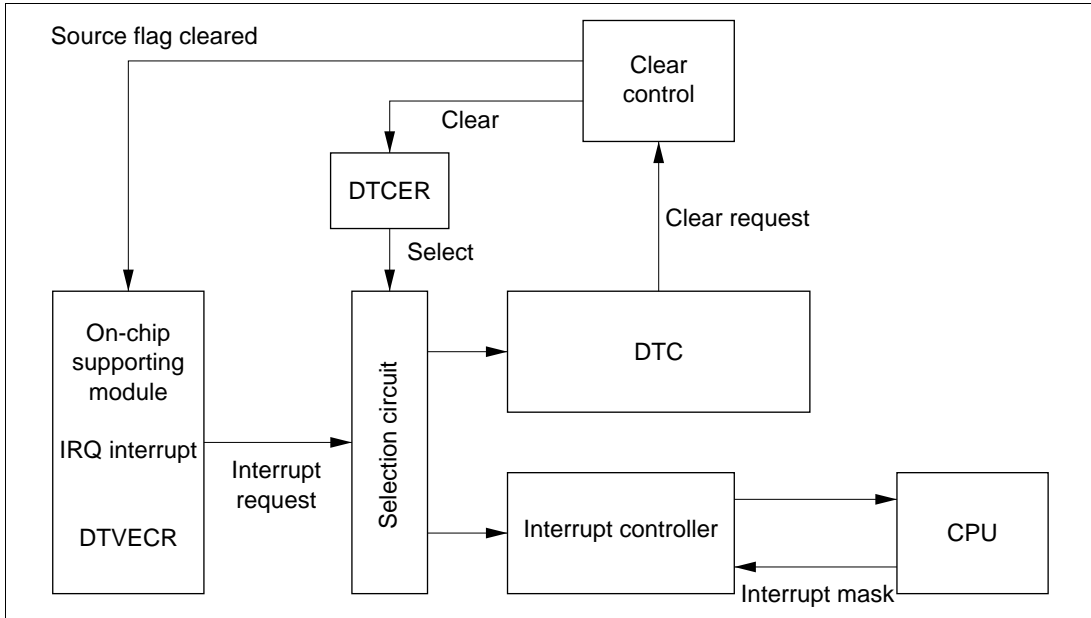 Source flag cleared
Clear
control
Clear
DTCER
Clear request
Select
On-chip
supporting
module
DTC
Selection circuit
IRQ interrupt
Interrupt
request
DTVECR
Interrupt controller
CPU
Interrupt mask